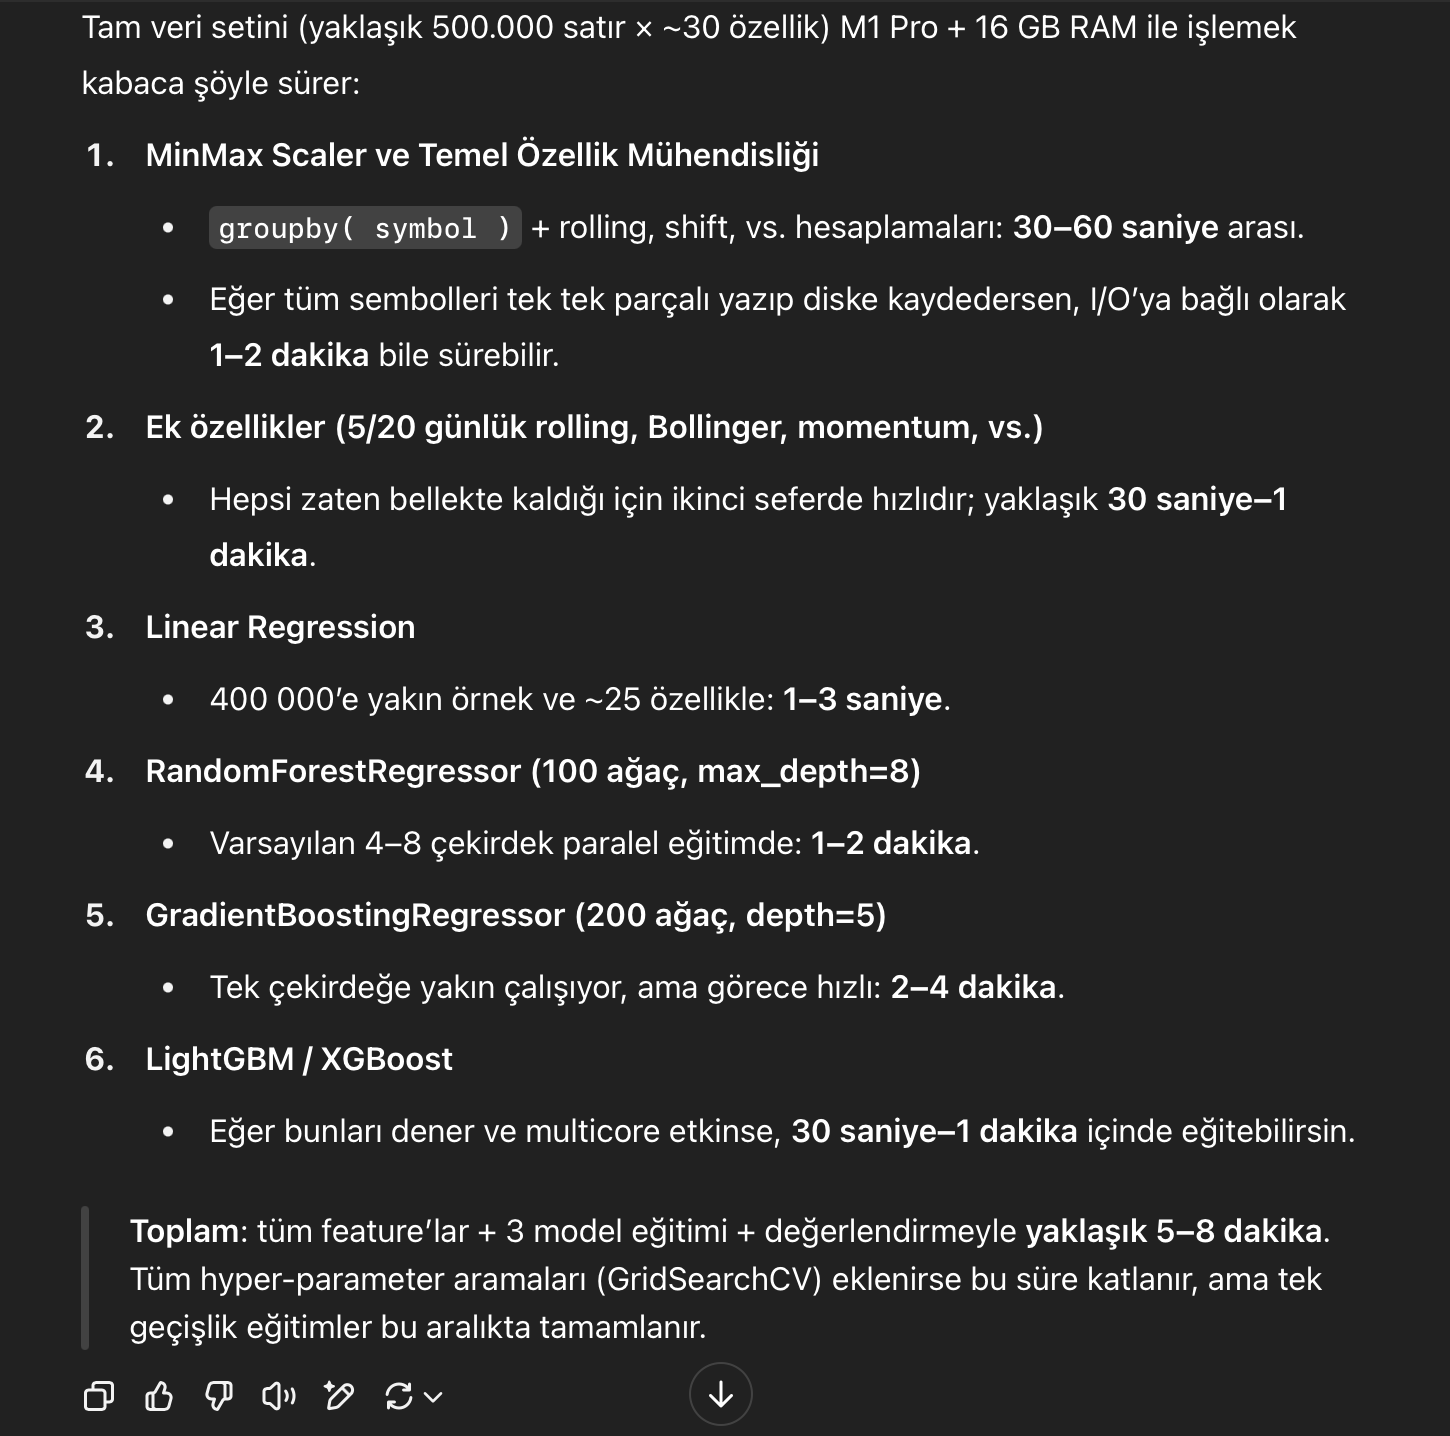 Tam veri setini (yaklaşık 500.000 satır × ~30 özellik) M1 Pro + 16 GB RAM ile işlemek
kabaca şöyle sürer:
1. MinMax Scaler ve Temel Özellik Mühendisliği
• groupby( symbol ) + rolling, shift, vs. hesaplamaları: 30–60 saniye arası.
• Eğer tüm sembolleri tek tek parçalı yazıp diske kaydedersen, I/O’ya bağlı olarak
1–2 dakika bile sürebilir.
2. Ek özellikler (5/20 günlük rolling, Bollinger, momentum, vs.)
• Hepsi zaten bellekte kaldığı için ikinci seferde hızlıdır; yaklaşık 30 saniye–1
dakika.
3. Linear Regression
• 400 000’e yakın örnek ve ~25 özellikle: 1–3 saniye.
4. RandomForestRegressor (100 ağaç, max_depth=8)
• Varsayılan 4–8 çekirdek paralel eğitimde: 1–2 dakika.
5. GradientBoostingRegressor (200 ağaç, depth=5)
• Tek çekirdeğe yakın çalışıyor, ama görece hızlı: 2–4 dakika.
6. LightGBM / XGBoost
• Eğer bunları dener ve multicore etkinse, 30 saniye–1 dakika içinde eğitebilirsin.
Toplam: tüm feature’lar + 3 model eğitimi + değerlendirmeyle yaklaşık 5–8 dakika.
Tüm hyper-parameter aramaları (GridSearchCV) eklenirse bu süre katlanır, ama tek
geçişlik eğitimler bu aralıkta tamamlanır.